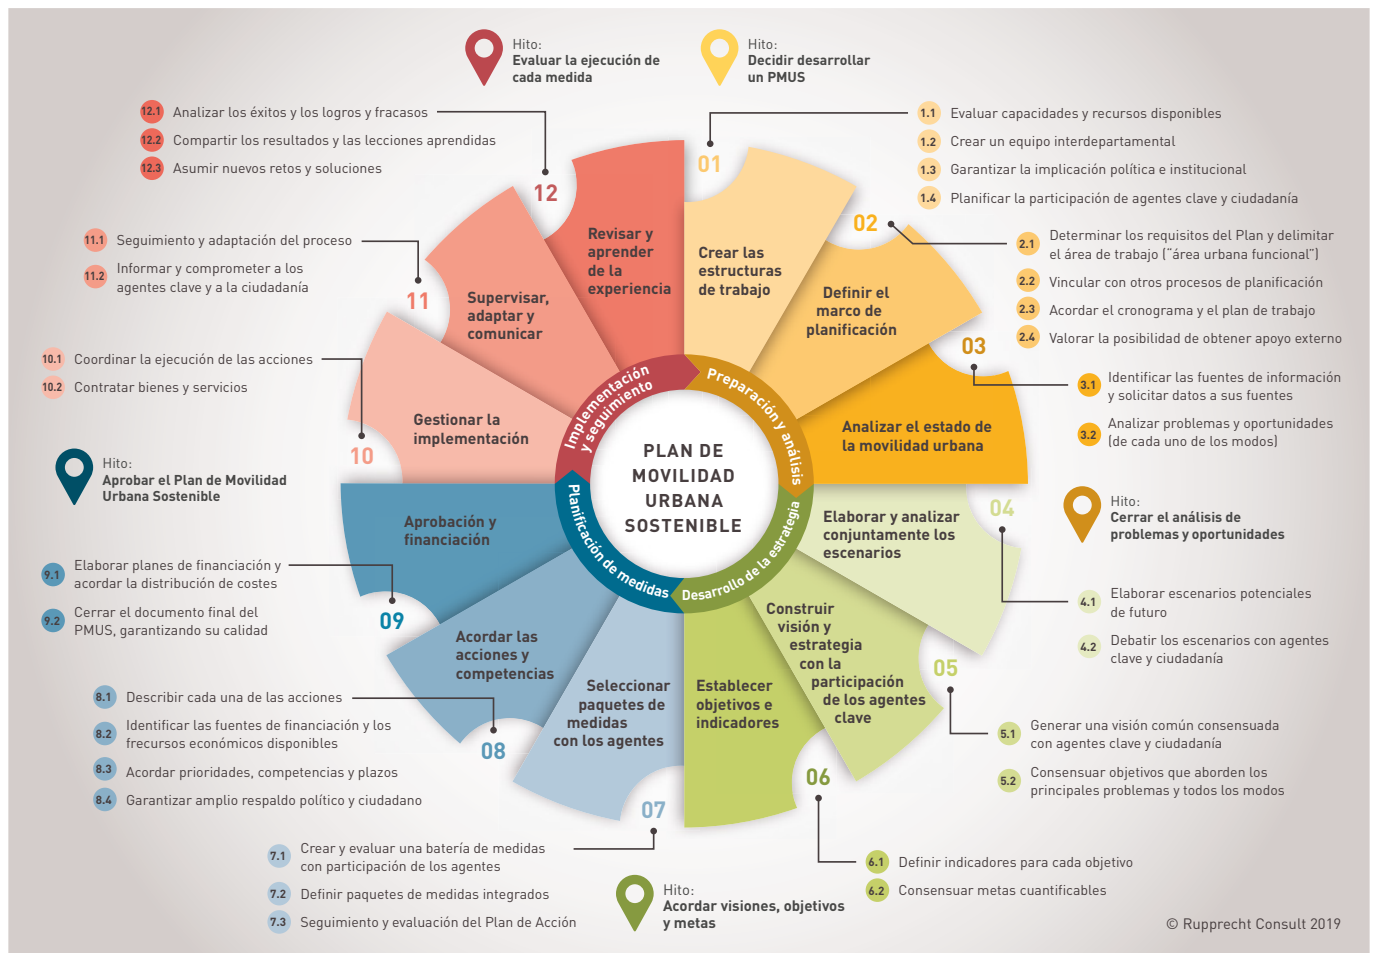 Hito:
Evaluar la ejecución de
cada medida
Hito:
Decidir desarrollar
un PMUS
12.1 Analizar los éxitos y los logros y fracasos
12.2 Compartir los resultados y las lecciones aprendidas
12.3 Asumir nuevos retos y soluciones
1.1 Evaluar capacidades y recursos disponibles
1.2 Crear un equipo interdepartamental
1.3 Garantizar la implicación política e institucional
1.4 Planificar la participación de agentes clave y ciudadanía
01
Crear las
estructuras
de trabajo
02
Definir el
marco de
planificación
2.1 Determinar los requisitos del Plan y delimitar
el área de trabajo (“área urbana funcional”)
2.2 Vincular con otros procesos de planificación
2.3 Acordar el cronograma y el plan de trabajo
2.4 Valorar la posibilidad de obtener apoyo externo
03
Analizar el estado de
la movilidad urbana
3.1 Identificar las fuentes de información
y solicitar datos a sus fuentes
3.2 Analizar problemas y oportunidades
(de cada uno de los modos)
Hito:
Cerrar el análisis de
problemas y oportunidades
04
Elaborar y analizar
conjuntamente los
escenarios
4.1 Elaborar escenarios potenciales
de futuro
4.2 Debatir los escenarios con agentes
clave y ciudadanía
05
Construir
visión y
estrategia
con la
participación
de los agentes
clave
5.1 Generar una visión común consensuada
con agentes clave y ciudadanía
5.2 Consensuar objetivos que aborden los
principales problemas y todos los modos
06
Establecer
objetivos e
indicadores
6.1 Definir indicadores para cada objetivo
6.2 Consensuar metas cuantificables
Hito:
Acordar visiones, objetivos
y metas
07
Seleccionar
paquetes de
medidas
con los agentes
7.1 Crear y evaluar una batería de medidas
con participación de los agentes
7.2 Definir paquetes de medidas integrados
7.3 Seguimiento y evaluación del Plan de Acción
08
Acordar las
acciones y
competencias
8.1 Describir cada una de las acciones
8.2 Identificar las fuentes de financiación y los
frecursos económicos disponibles
8.3 Acordar prioridades, competencias y plazos
8.4 Garantizar amplio respaldo político y ciudadano
09
Aprobación y
financiación
9.1 Elaborar planes de financiación y
acordar la distribución de costes
9.2 Cerrar el documento final del
PMUS, garantizando su calidad
Hito:
Aprobar el Plan de Movilidad
Urbana Sostenible
10
Gestionar la
implementación
10.1 Coordinar la ejecución de las acciones
10.2 Contratar bienes y servicios
11
Supervisar,
adaptar y
comunicar
11.1 Seguimiento y adaptación del proceso
11.2 Informar y comprometer a los
agentes clave y a la ciudadanía
12
Revisar y
aprender
de la
experiencia
Preparación y análisis
Desarrollo de la estrategia
Planificación de medidas
Implementación
y seguimiento
PLAN DE
MOVILIDAD
URBANA
SOSTENIBLE
© Rupprecht Consult 2019